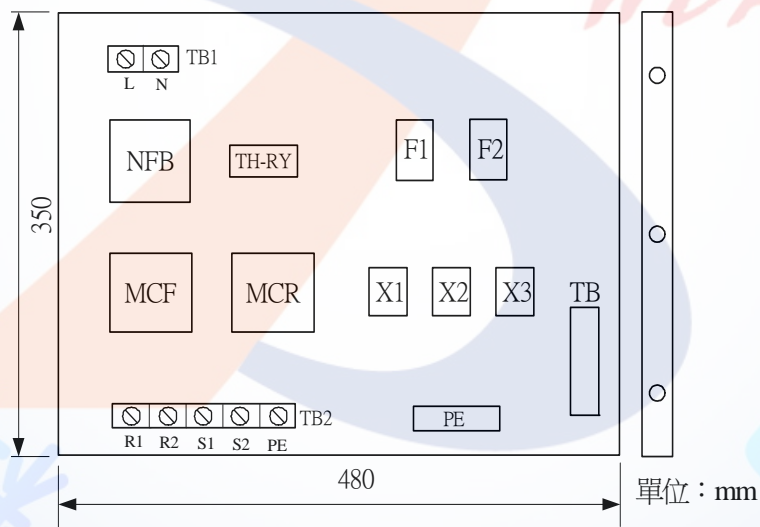 TB1
L N
NFB TH-RY F1 F2
350
MCF MCR X1 X2 X3 TB
TB2
R1 R2 S1 S2 PE
PE
480
單位：mm